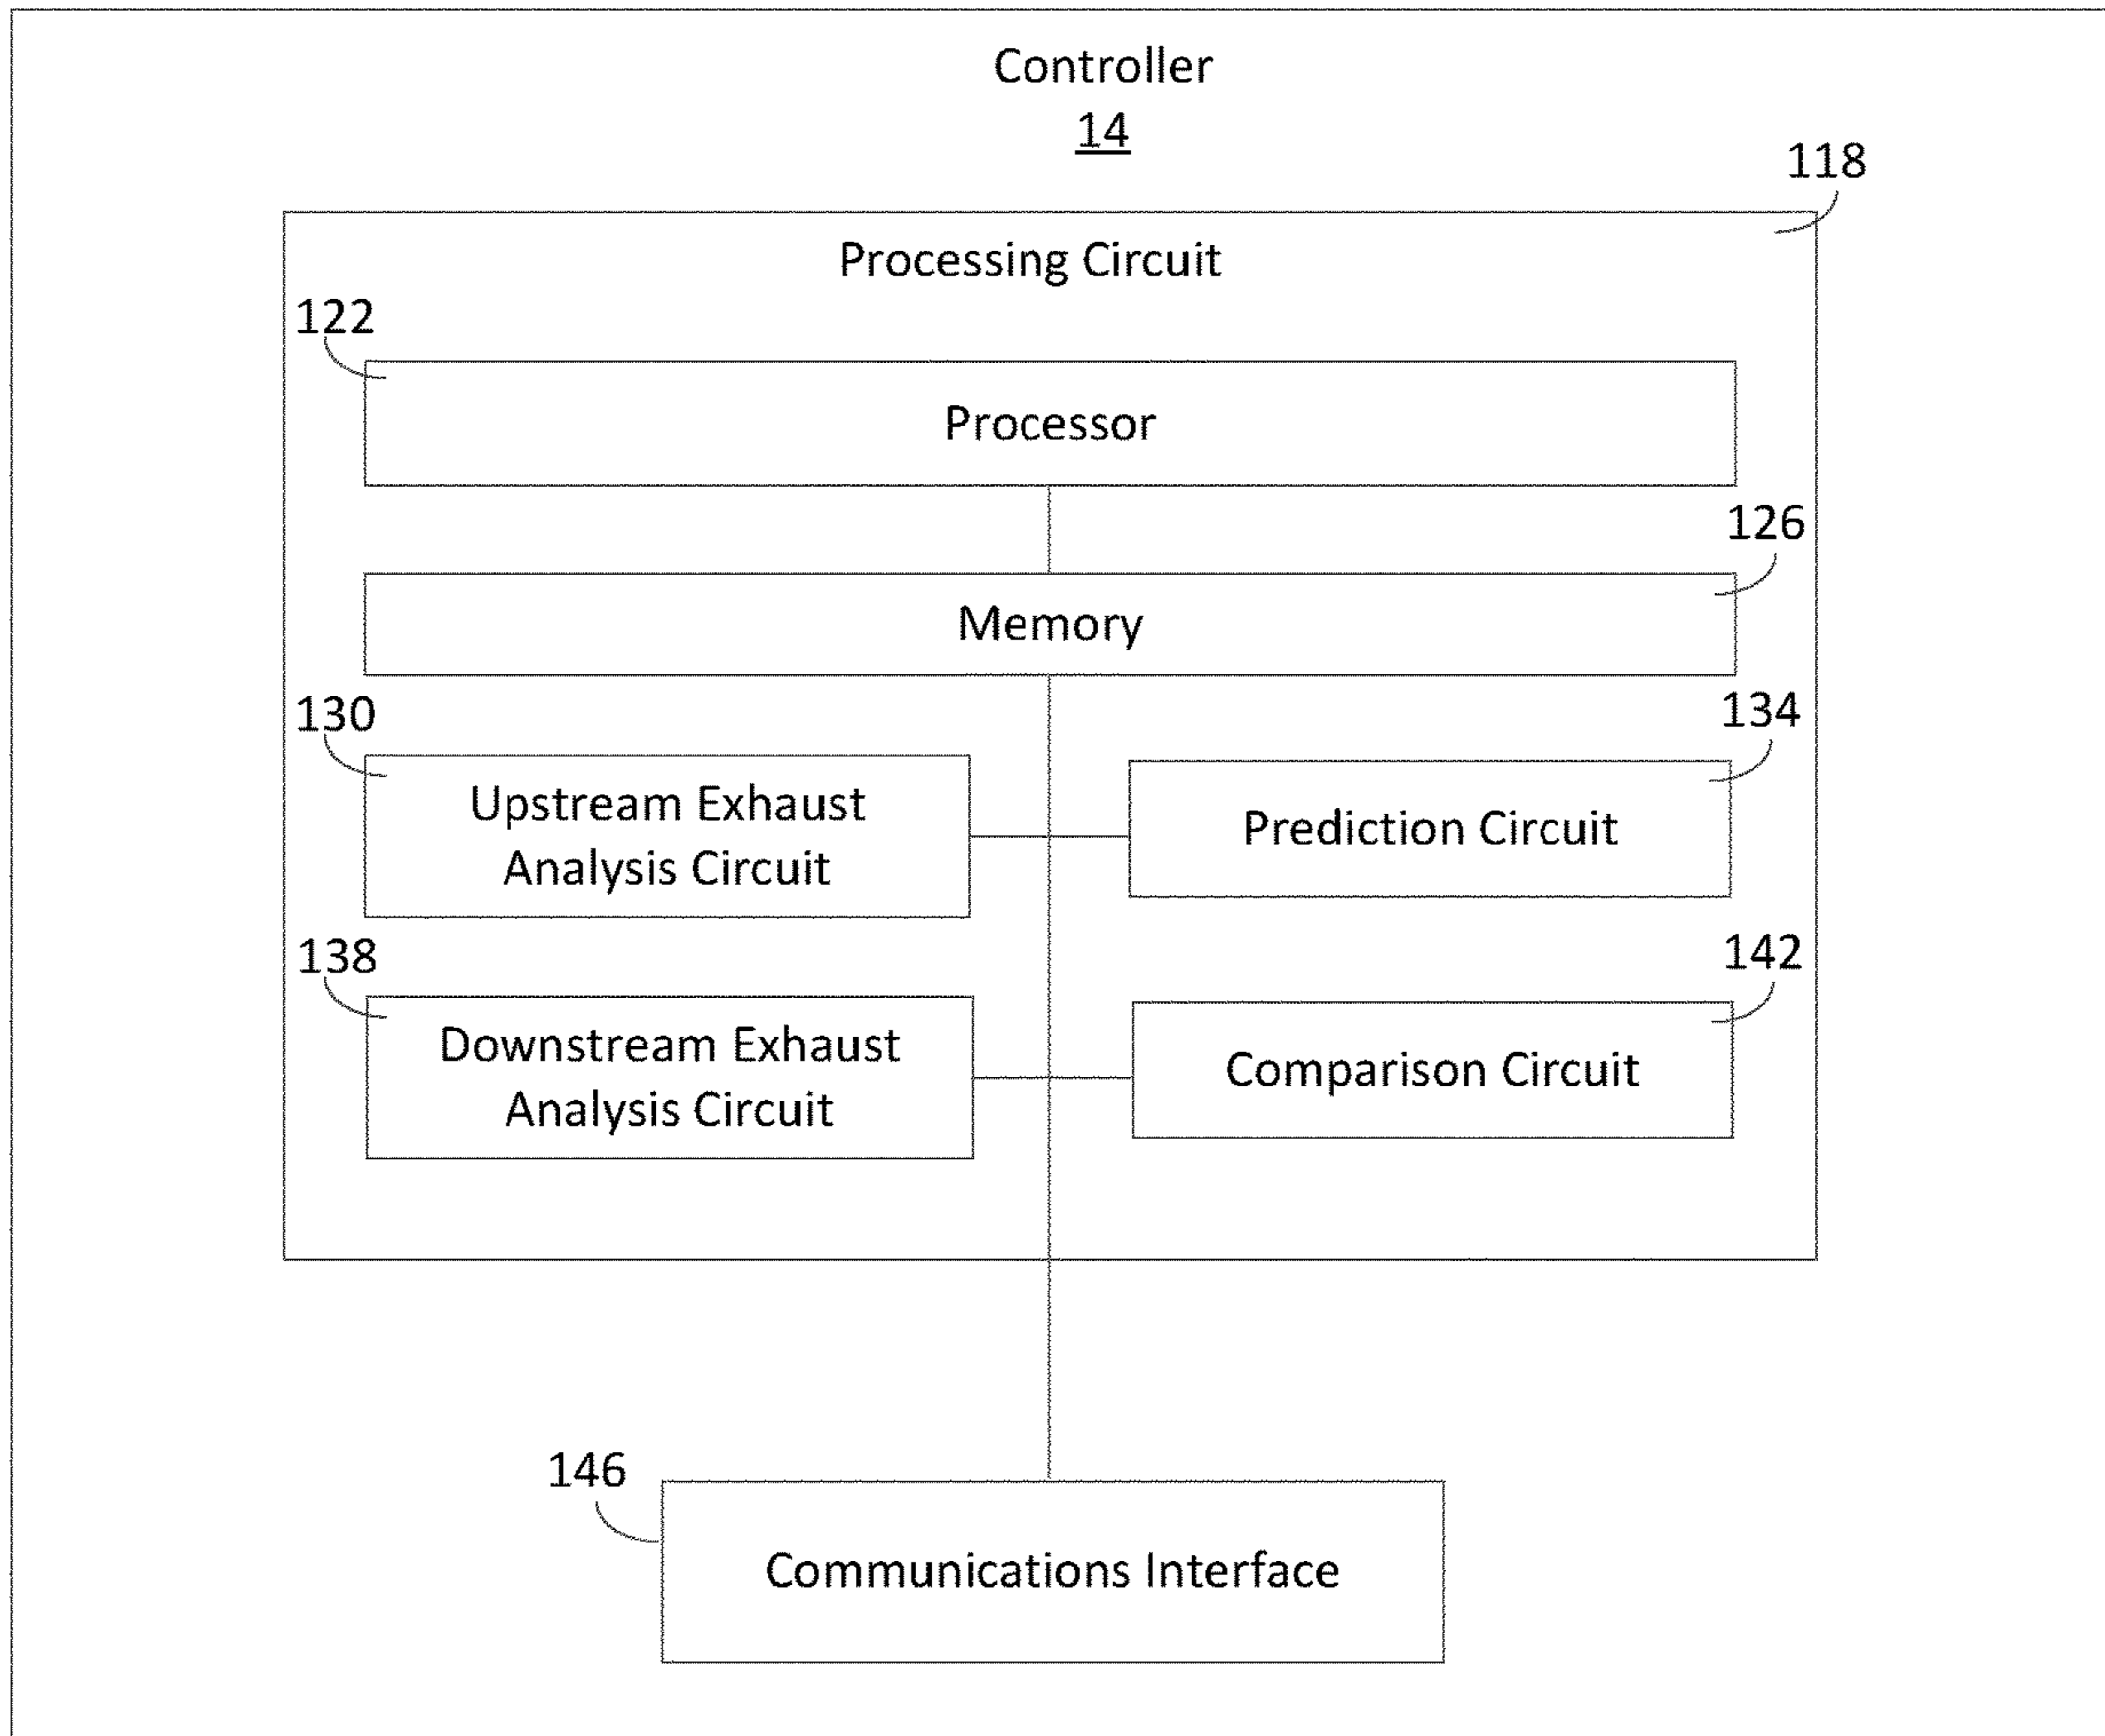 Controller
14
118
Processing Circuit
122
Processor
126
Memory
130
134
Upstream Exhaust
Analysis Circuit
Prediction Circuit
138
142
Downstream Exhaust
Analysis Circuit
Comparison Circuit
146
Communications Interface